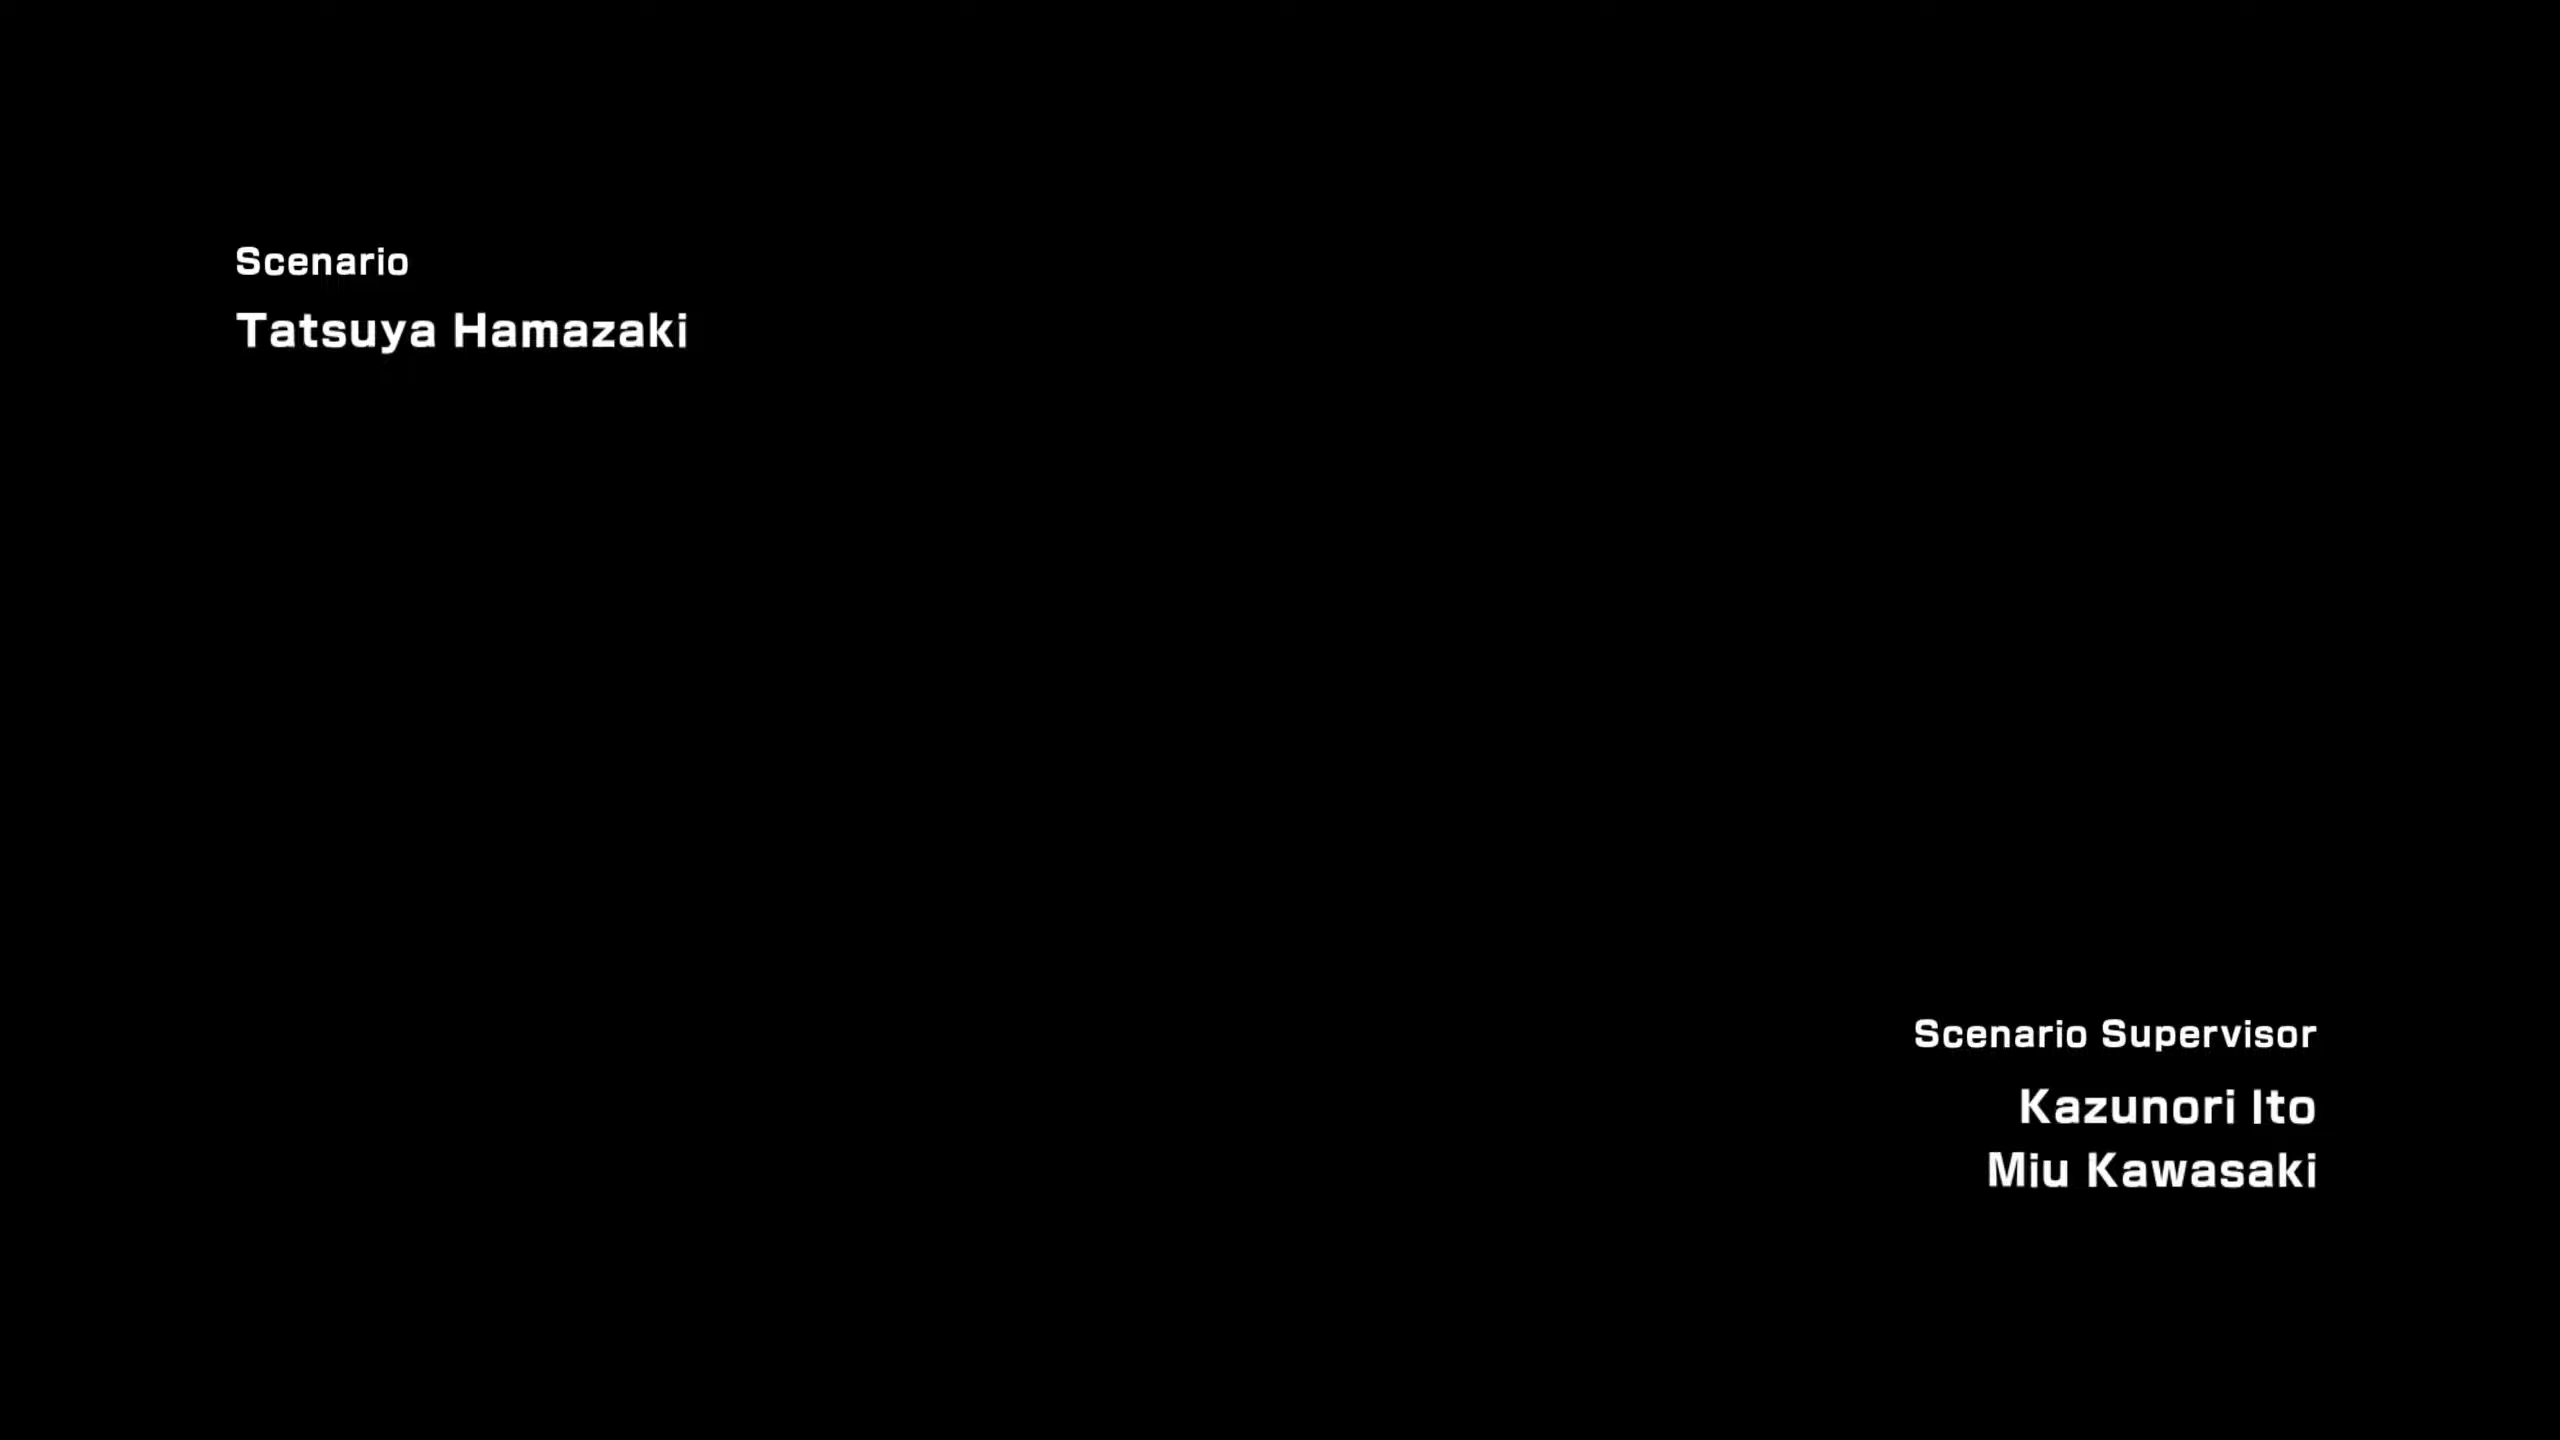 Scenario
Tatsuya Hamazaki
Scenario Supervisor
Kazunori Ito
Miu Kawasaki